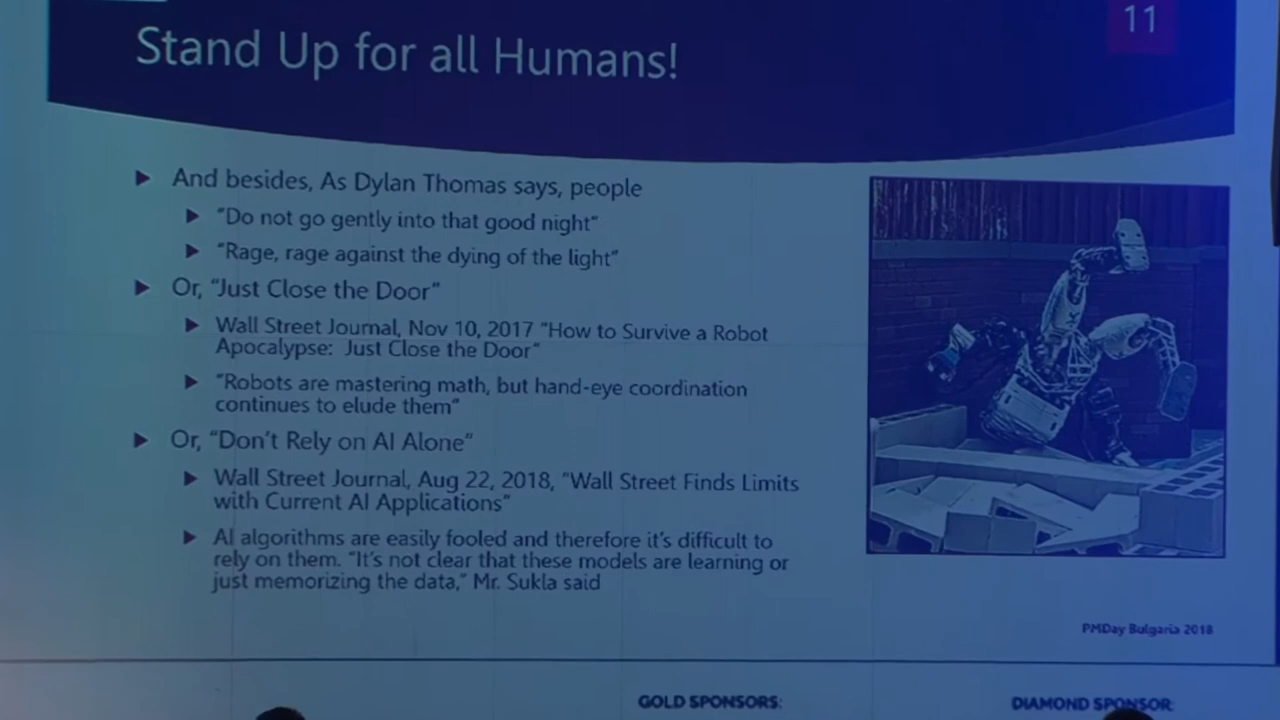 11
Stand Up for all Humans!
And besides, As Dylan Thomas says, people
"Do not go gently into that good night"
"Rage, rage against the dying of the light"
Or, "Just Close the Door"
Wall Street Journal, Nov 10, 2017 "How to Survive a Robot
Apocalypse: Just Close the Door"
"Robots are mastering math, but hand-eye coordination
continues to elude them"
Or, "Don't Rely on AI Alone"
Wall Street Journal, Aug 22, 2018, "Wall Street Finds Limits
with Current AI Applications"
AI algorithms are easily fooled and therefore it's difficult to
rely on them. "It's not clear that these models are learning or
just memorizing the data," Mr. Sukla said
PMDay Bulgaria 2018
GOLD SPONSORS:
DIAMOND SPONSOR: